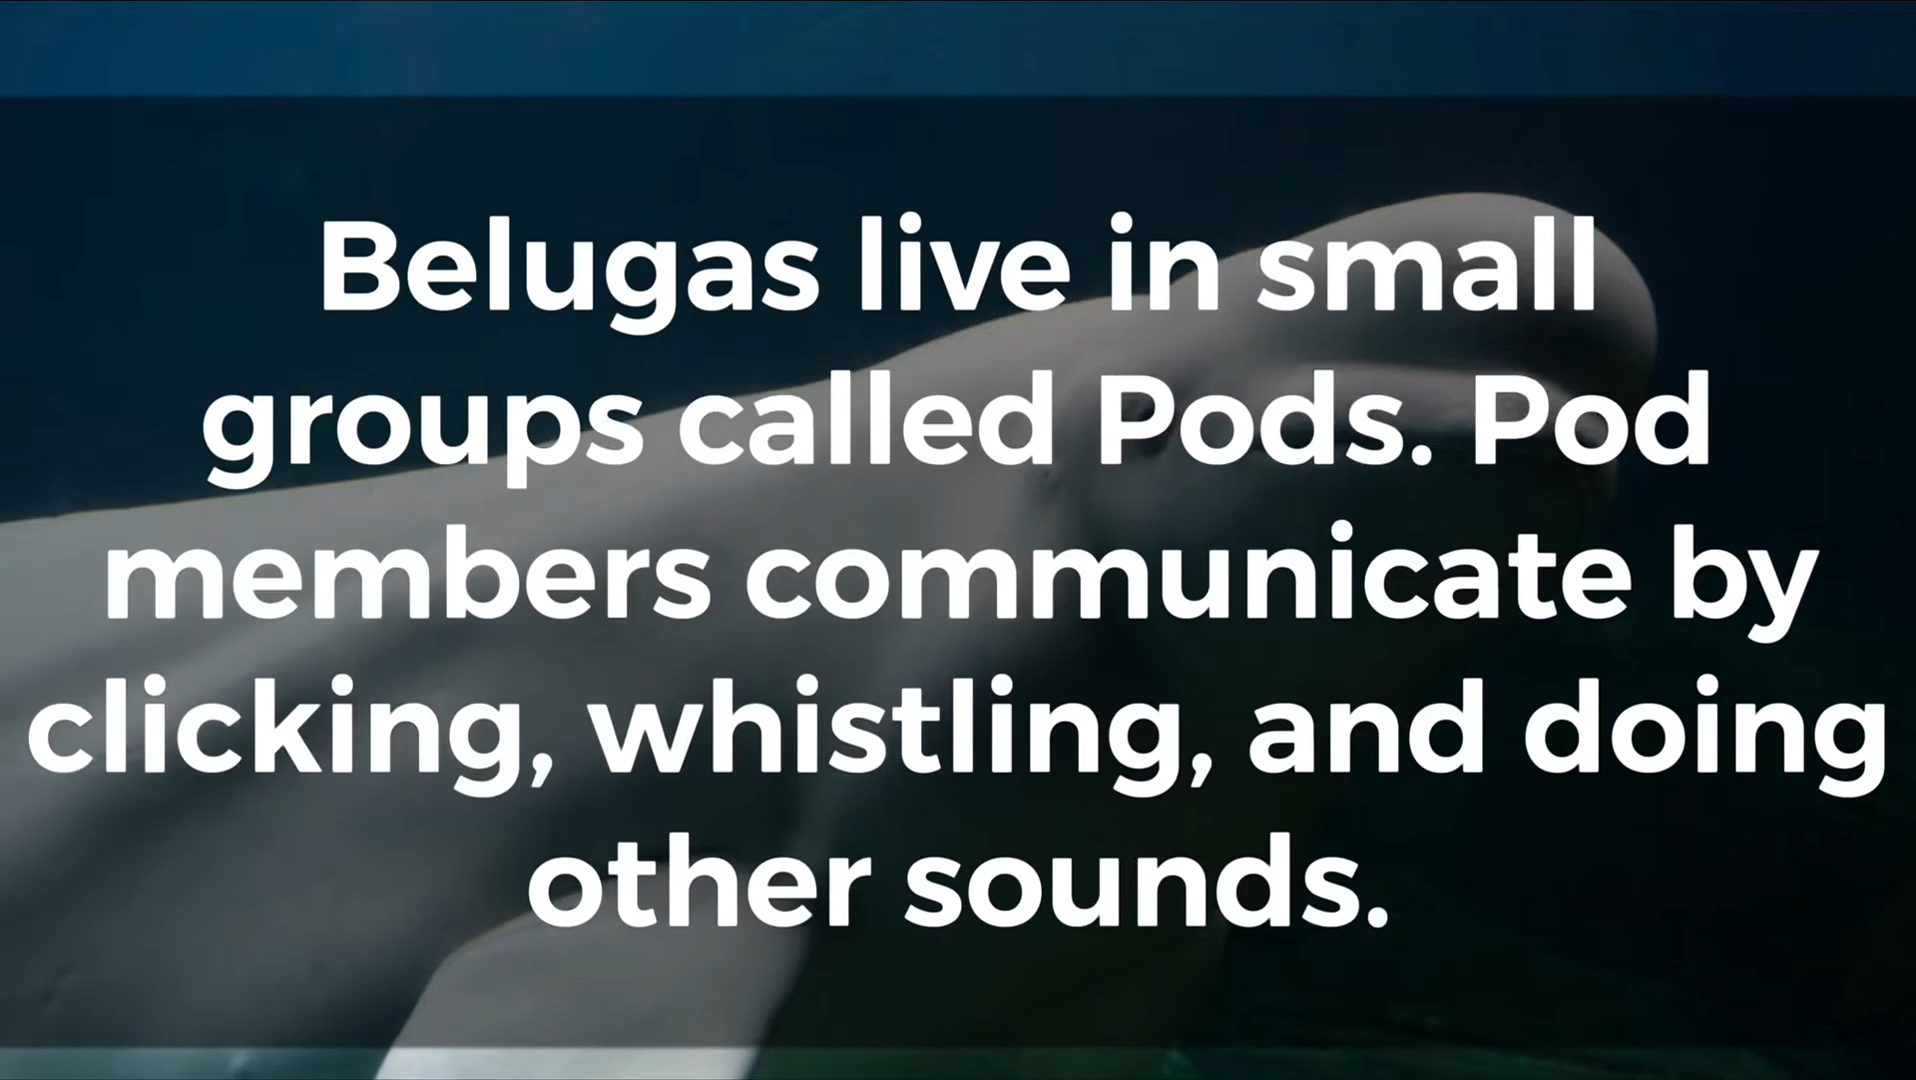 Belugas live in small
groups called Pods. Pod
members communicate by
clicking, whistling, and doing
other sounds.